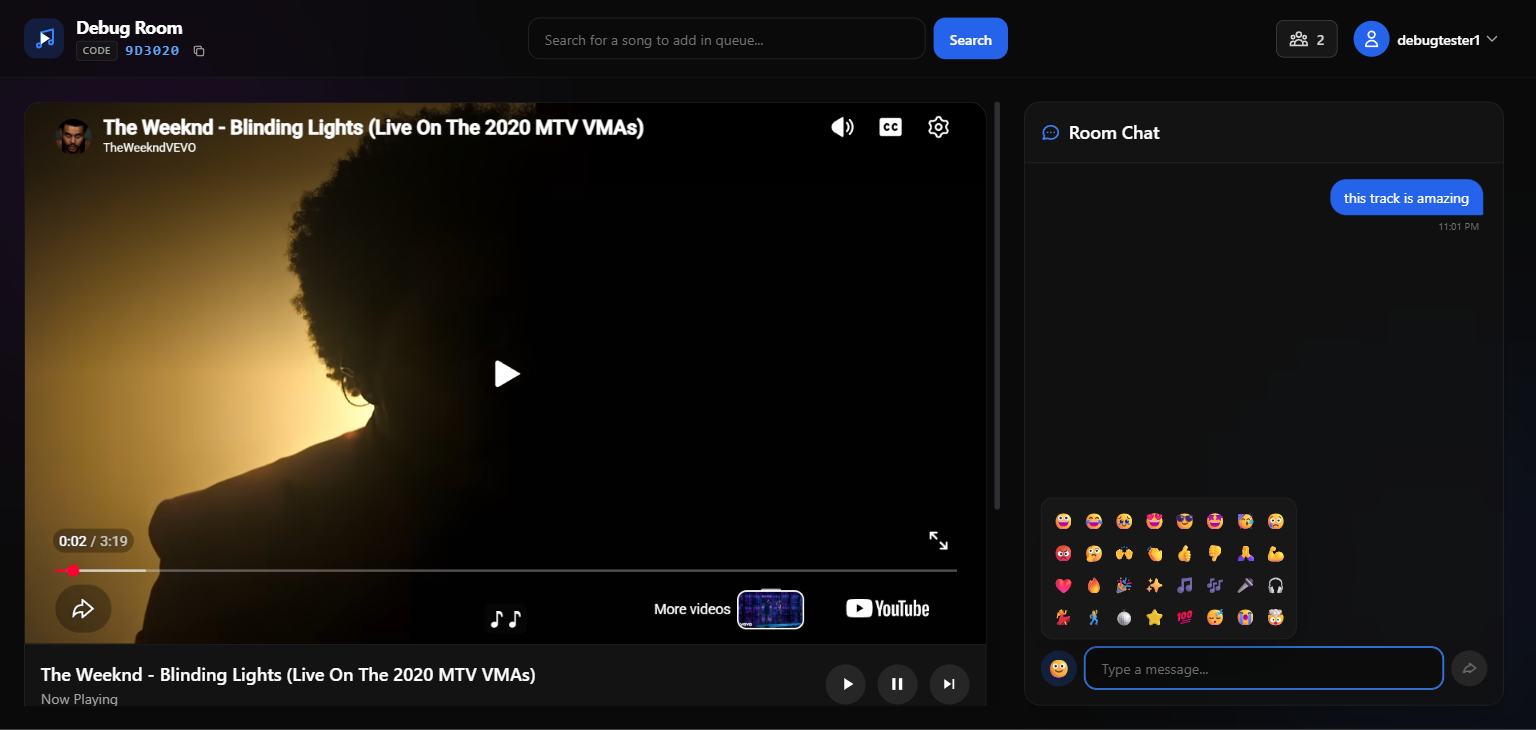 Debug Room
CODE 9D3020
Search for a song to add in queue...
Search
2
debugtester1
The Weeknd - Blinding Lights (Live On The 2020 MTV VMAs)
TheWeekndVEVO
CC
0:02 / 3:19
More videos
YouTube
The Weeknd - Blinding Lights (Live On The 2020 MTV VMAs)
Now Playing
Room Chat
this track is amazing
11:01 PM
Type a message...